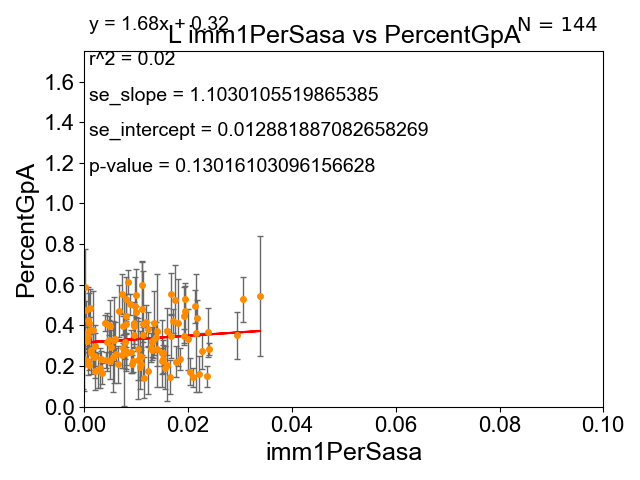 y = 1.68x + 0.32
L imm1PerSasa vs PercentGpA
N = 144
r^2 = 0.02
se_slope = 1.1030105519865385
se_intercept = 0.012881887082658269
p-value = 0.13016103096156628
PercentGpA
1.6
1.4
1.2
1.0
0.8
0.6
0.4
0.2
0.0
0.00 0.02 0.04 0.06 0.08 0.10
imm1PerSasa